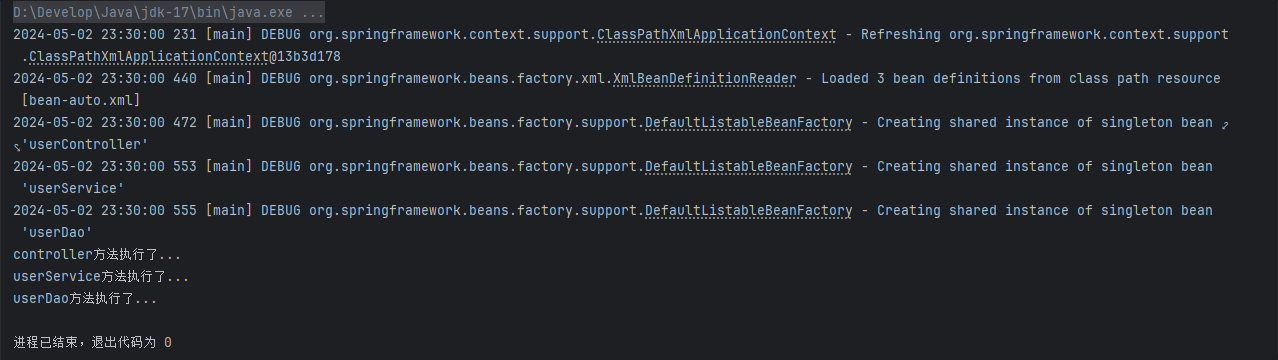 D:\Develop\Java\jdk-17\bin\java.exe ...
2024-05-02 23:30:00 231 [main] DEBUG org.springframework.context.support.ClassPathXmlApplicationContext - Refreshing org.springframework.context.support
.ClassPathXmlApplicationContext@13b3d178
2024-05-02 23:30:00 440 [main] DEBUG org.springframework.beans.factory.xml.XmlBeanDefinitionReader - Loaded 3 bean definitions from class path resource
[bean-auto.xml]
2024-05-02 23:30:00 472 [main] DEBUG org.springframework.beans.factory.support.DefaultListableBeanFactory - Creating shared instance of singleton bean
'userController'
2024-05-02 23:30:00 553 [main] DEBUG org.springframework.beans.factory.support.DefaultListableBeanFactory - Creating shared instance of singleton bean
'userService'
2024-05-02 23:30:00 555 [main] DEBUG org.springframework.beans.factory.support.DefaultListableBeanFactory - Creating shared instance of singleton bean
'userDao'
controller方法执行了...
userService方法执行了...
userDao方法执行了...
进程已结束，退出代码为 0